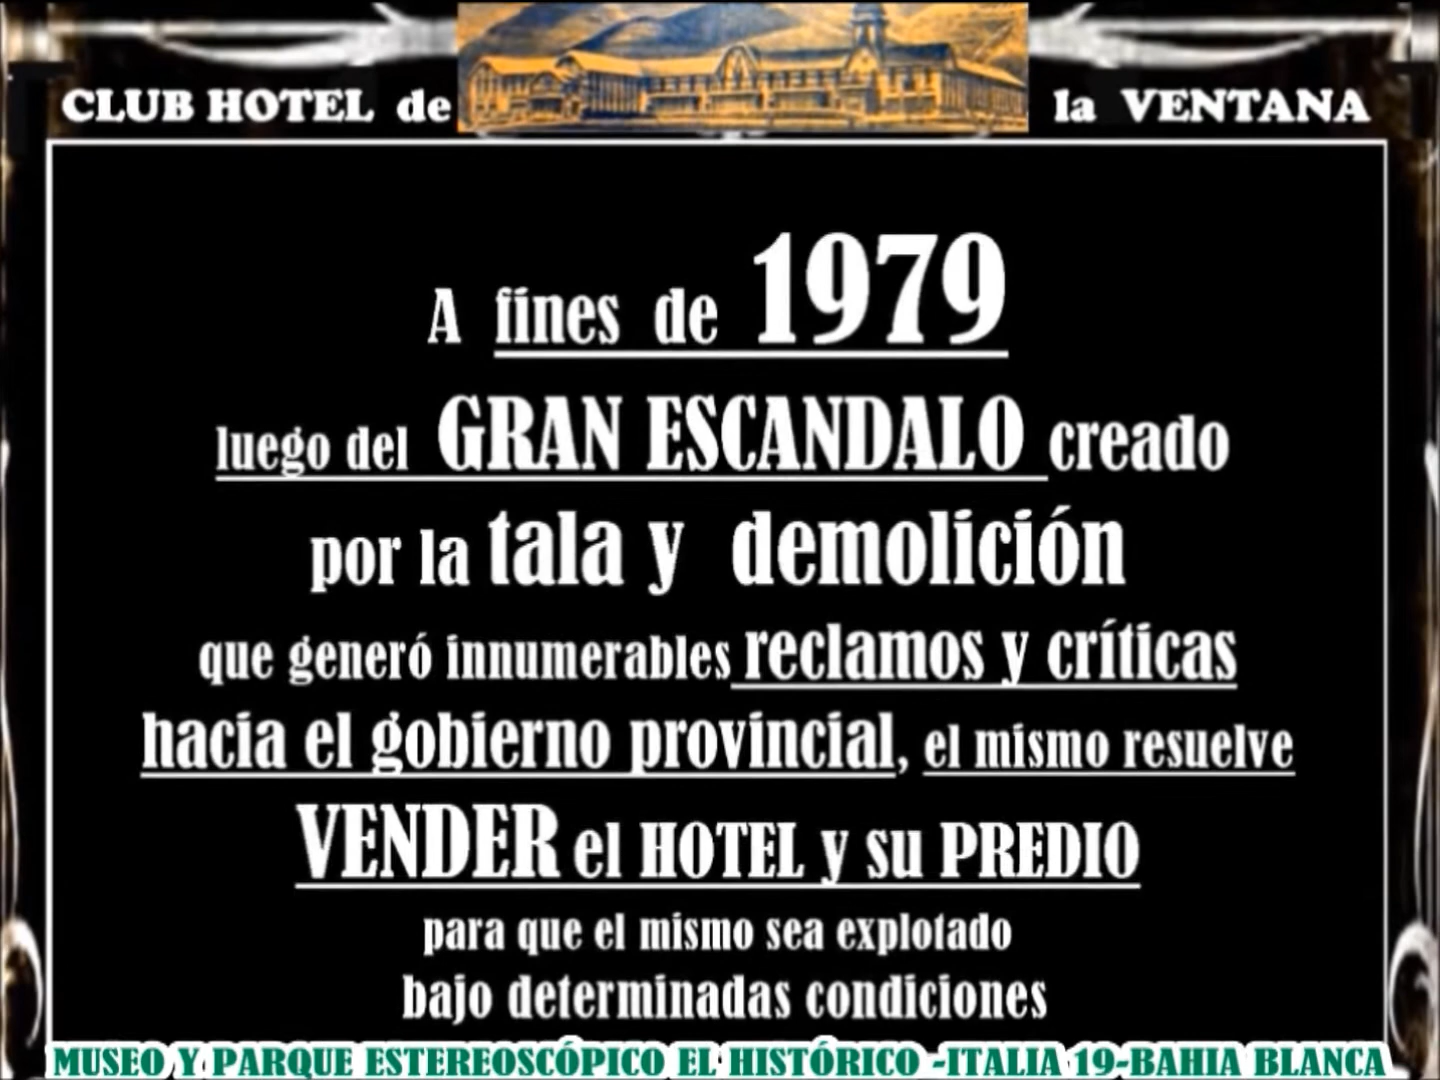 CLUB HOTEL de la VENTANA
A fines de 1979
luego del GRAN ESCANDALO creado
por la tala y demolición
que generó innumerables reclamos y críticas
hacia el gobierno provincial, el mismo resuelve
VENDER el HOTEL y su PREDIO
para que el mismo sea explotado
bajo determinadas condiciones
MUSEO Y PARQUE ESTEREOSCÓPICO EL HISTÓRICO -ITALIA 19-BAHIA BLANCA